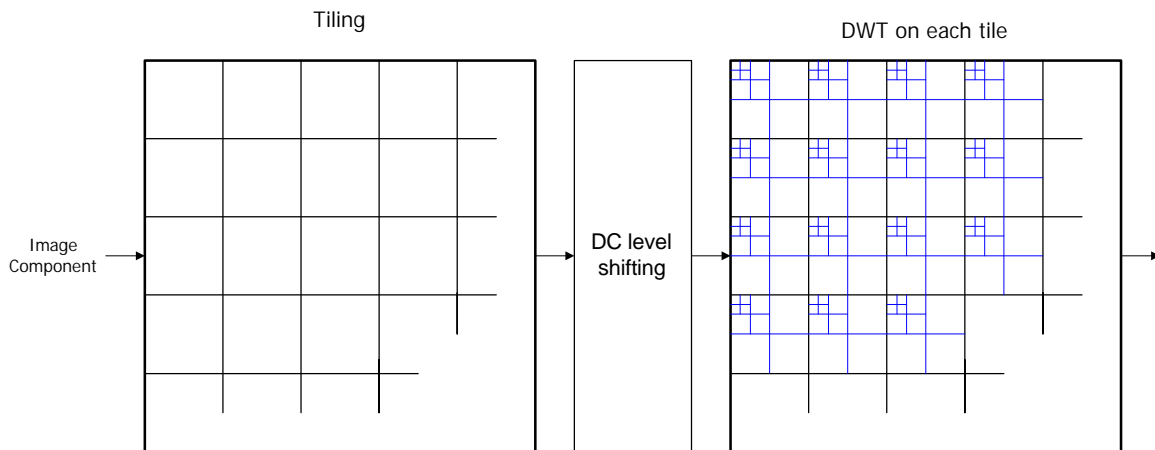 Tiling
DWT on each tile
Image
Component
DC level
shifting